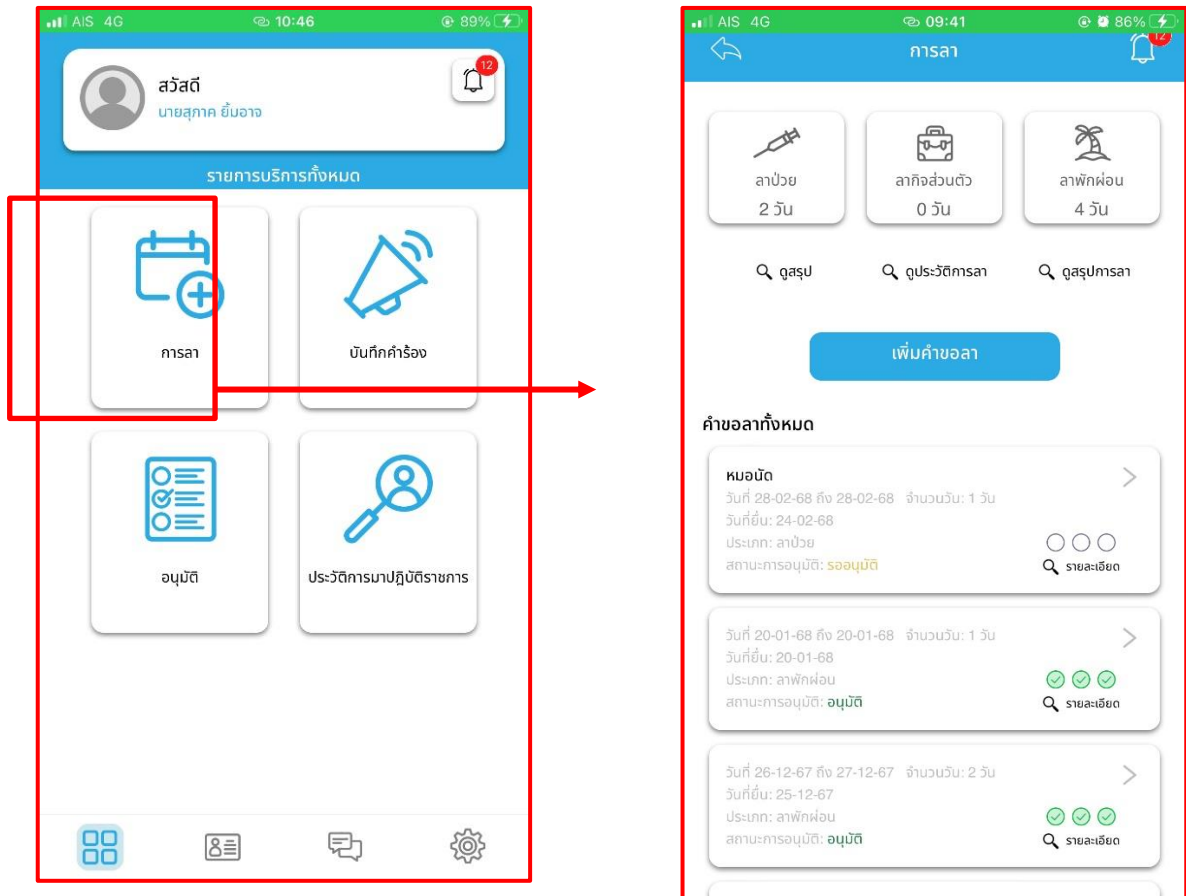 AIS 4G 10:46 89%
สวัสดี
12
นายสุภาค ยิ้มอาจ
รายการบริการทั้งหมด
การลา
บันทึกคำร้อง
อนุมัติ
ประวัติการมาปฎิบัติราชการ
AIS 4G 09:41 86%
การลา
12
ลาป่วย
2 วัน
ลากิจส่วนตัว
0 วัน
ลาพักผ่อน
4 วัน
ดูสรุป
ดูประวัติการลา
ดูสรุปการลา
เพิ่มคำขอลา
คำขอลาทั้งหมด
หมอนัด
วันที่ 28-02-68 ถึง 28-02-68 จำนวนวัน: 1 วัน
วันที่ยื่น: 24-02-68
ประเภท: ลาป่วย
สถานะการอนุมัติ: รออนุมัติ
รายละเอียด
วันที่ 20-01-68 ถึง 20-01-68 จำนวนวัน: 1 วัน
วันที่ยื่น: 20-01-68
ประเภท: ลาพักผ่อน
สถานะการอนุมัติ: อนุมัติ
รายละเอียด
วันที่ 26-12-67 ถึง 27-12-67 จำนวนวัน: 2 วัน
วันที่ยื่น: 25-12-67
ประเภท: ลาพักผ่อน
สถานะการอนุมัติ: อนุมัติ
รายละเอียด